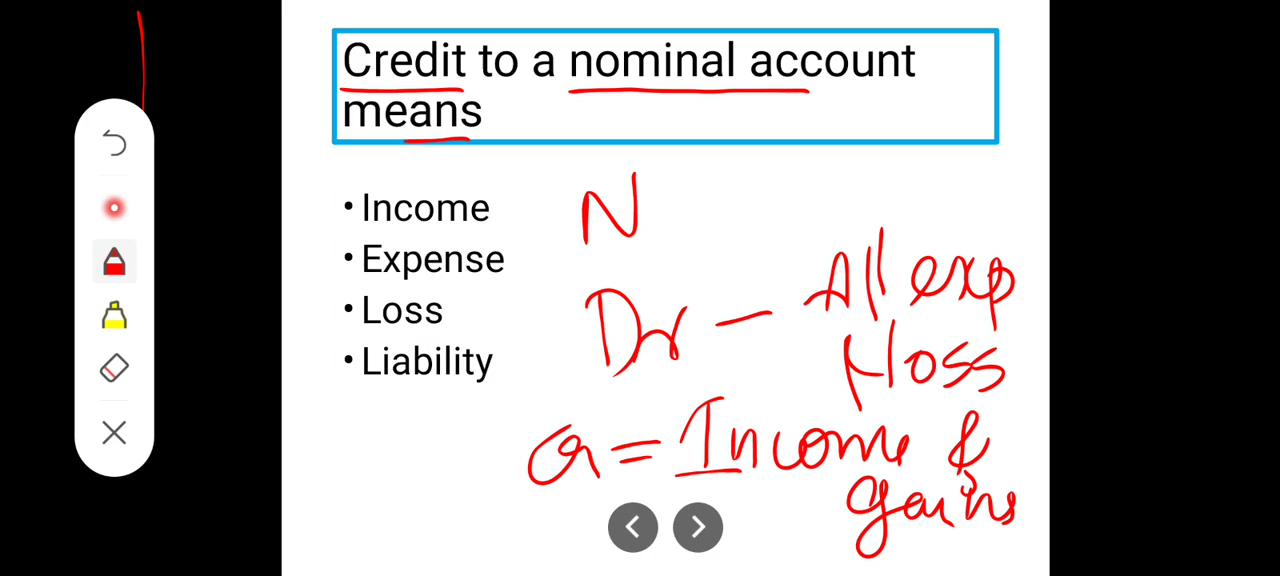 Credit to a nominal account
means
• Income
• Expense
• Loss
• Liability
N
Dr – All exp
& loss
Cr = Income &
gains